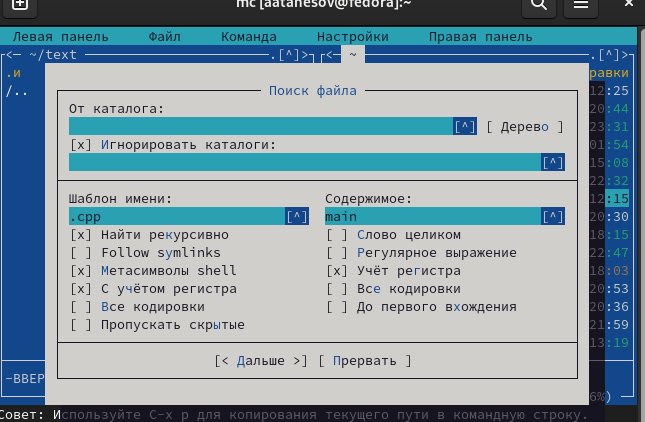 mc [aatanesov@fedora]:~
Левая панель Файл Команда Настройки Правая панель
<— ~/text .[^]> <— ~ .[^]>
.и равки
/.. 12:25
20:44
23:31
01:54
15:08
22:32
12:15
20:30
18:15
22:47
18:03
20:53
20:36
21:59
13:19
Поиск файла
От каталога:
[^] [ Дерево ]
[x] Игнорировать каталоги:
[^]
Шаблон имени: Содержимое:
.cpp [^] main [^]
[x] Найти рекурсивно [ ] Слово целиком
[ ] Follow symlinks [ ] Регулярное выражение
[x] Метасимволы shell [x] Учёт регистра
[x] С учётом регистра [ ] Все кодировки
[ ] Все кодировки [ ] До первого вхождения
[ ] Пропускать скрытые
[< Дальше >] [ Прервать ]
-ВВЕР
6%)
Совет: Используйте C-x p для копирования текущего пути в командную строку.